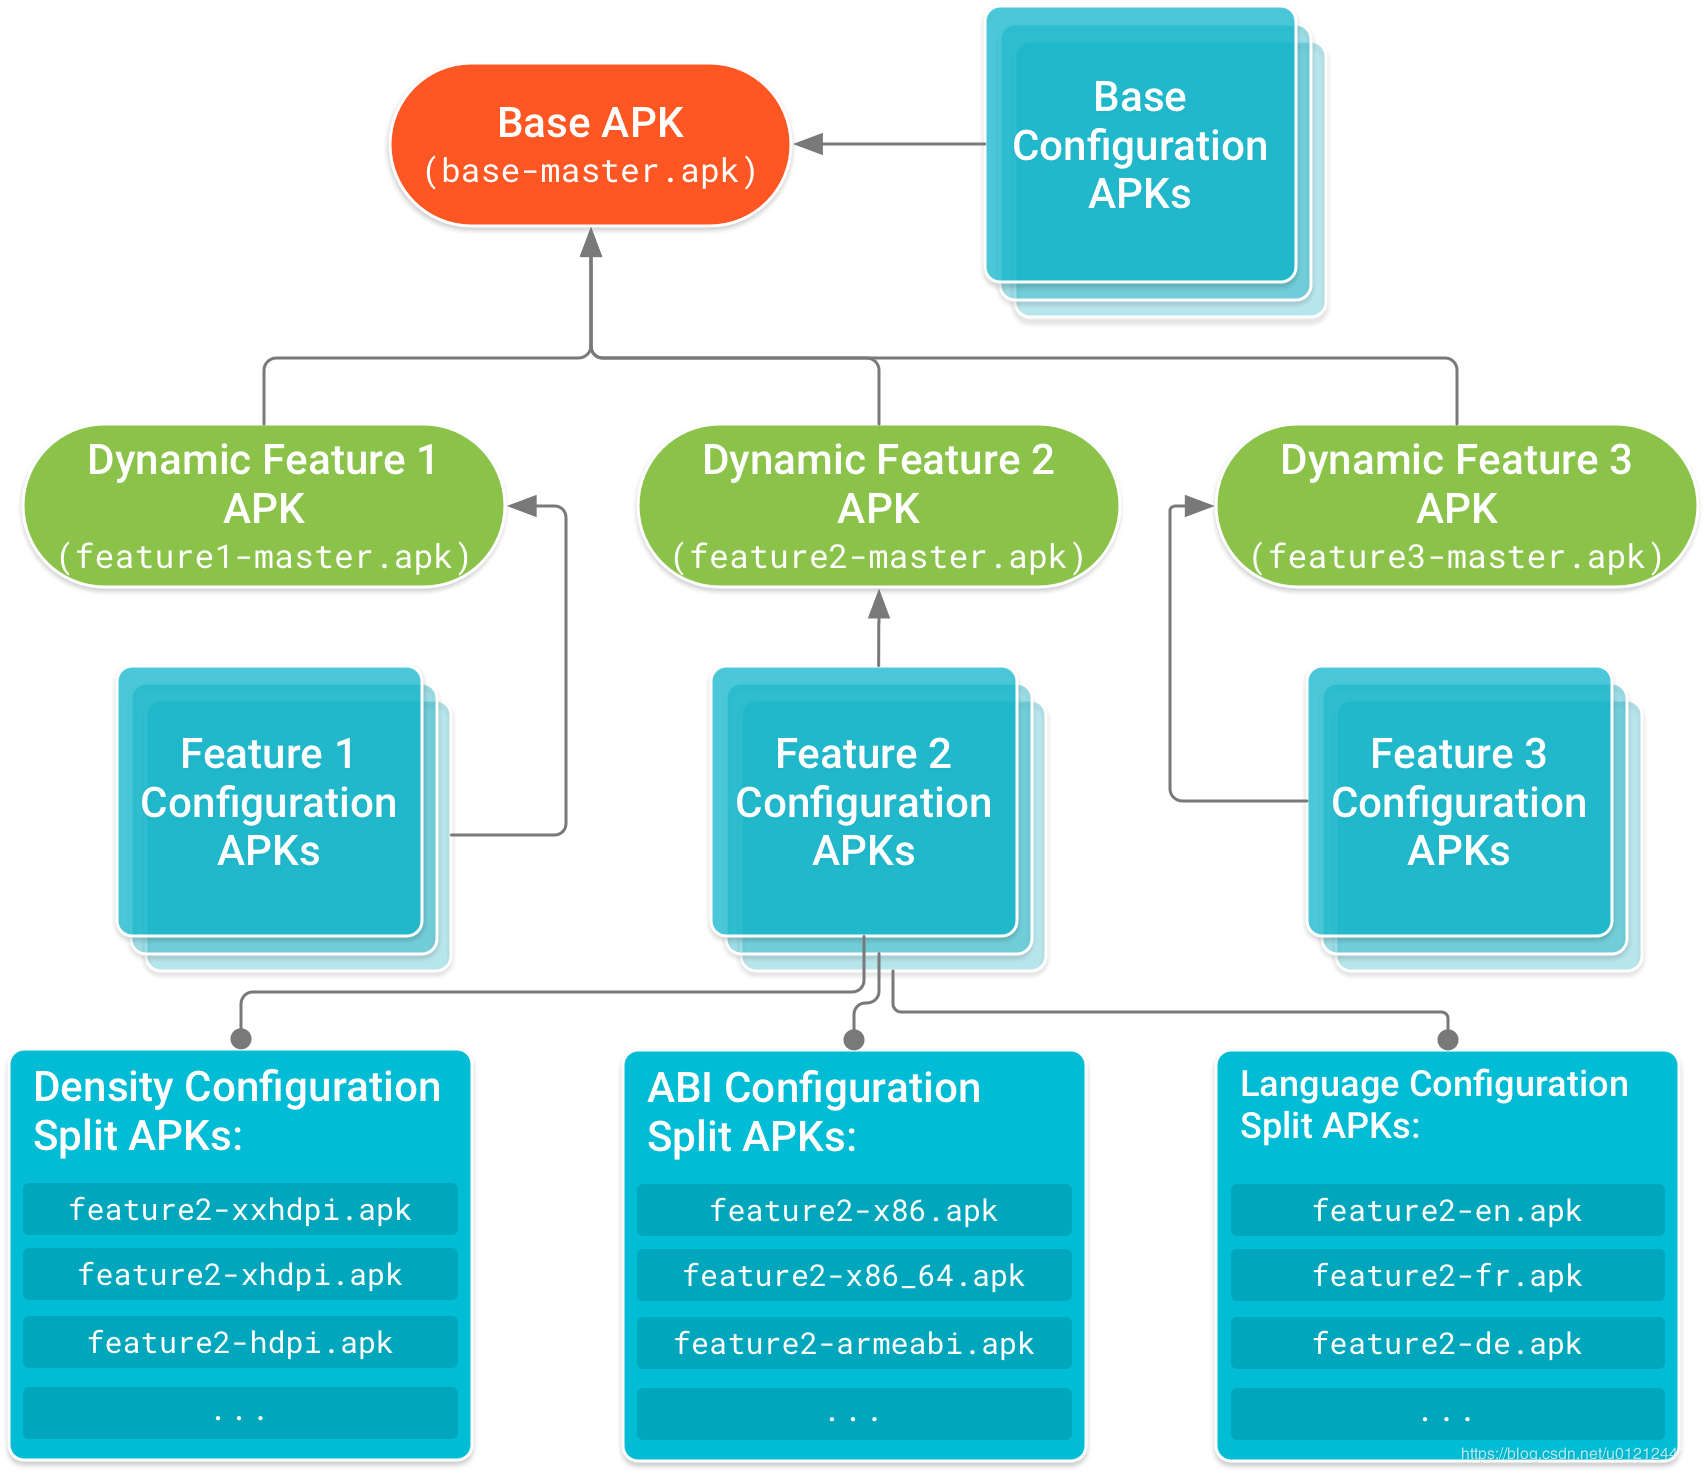 Base APK
(base-master.apk)
Base
Configuration
APKs
Dynamic Feature 1
APK
(feature1-master.apk)
Dynamic Feature 2
APK
(feature2-master.apk)
Dynamic Feature 3
APK
(feature3-master.apk)
Feature 1
Configuration
APKs
Feature 2
Configuration
APKs
Feature 3
Configuration
APKs
Density Configuration
Split APKs:
feature2-xxhdpi.apk
feature2-xhdpi.apk
feature2-hdpi.apk
...
ABI Configuration
Split APKs:
feature2-x86.apk
feature2-x86_64.apk
feature2-armeabi.apk
...
Language Configuration
Split APKs:
feature2-en.apk
feature2-fr.apk
feature2-de.apk
...
https://blog.csdn.net/u0121244